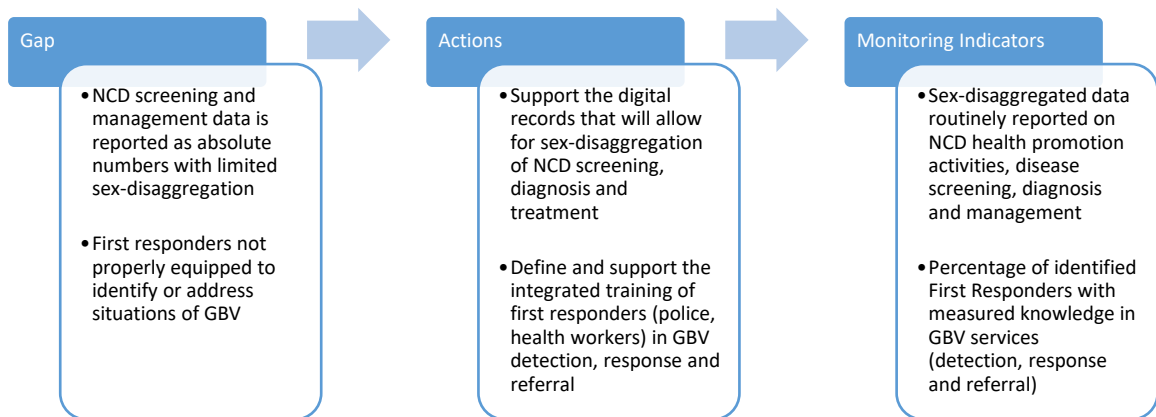 Gap
•NCD screening and
management data is
reported as absolute
numbers with limited
sex-disaggregation
•First responders not
properly equipped to
identify or address
situations of GBV
Actions
•Support the digital
records that will allow
for sex-disaggregation
of NCD screening,
diagnosis and
treatment
•Define and support the
integrated training of
first responders (police,
health workers) in GBV
detection, response and
referral
Monitoring Indicators
•Sex-disaggregated data
routinely reported on
NCD health promotion
activities, disease
screening, diagnosis
and management
•Percentage of identified
First Responders with
measured knowledge in
GBV services
(detection, response
and referral)